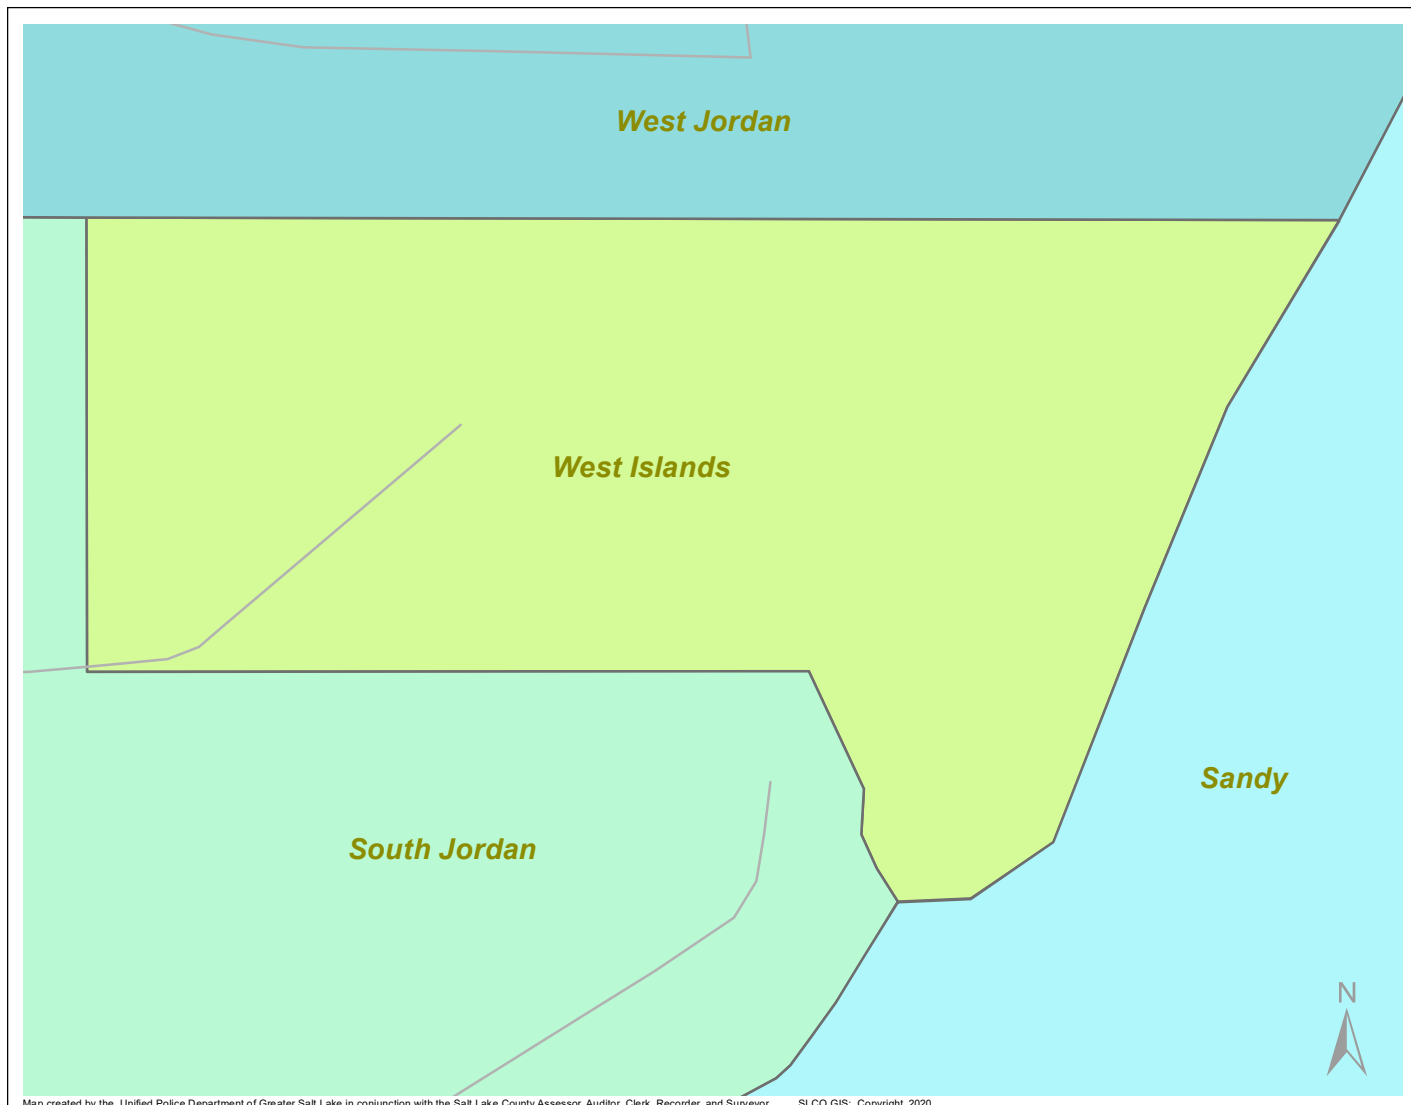 West Jordan
West Islands
Sandy
South Jordan
N
Map created by the Unified Police Department of Greater Salt Lake in conjunction with the Salt Lake County Assessor, Auditor, Clerk, Recorder, and Surveyor. SLCO GIS: Copyright, 2020